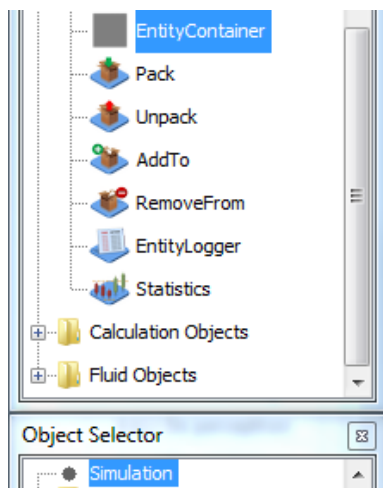 EntityContainer
Pack
Unpack
AddTo
RemoveFrom
EntityLogger
Statistics
Calculation Objects
Fluid Objects
Object Selector
Simulation